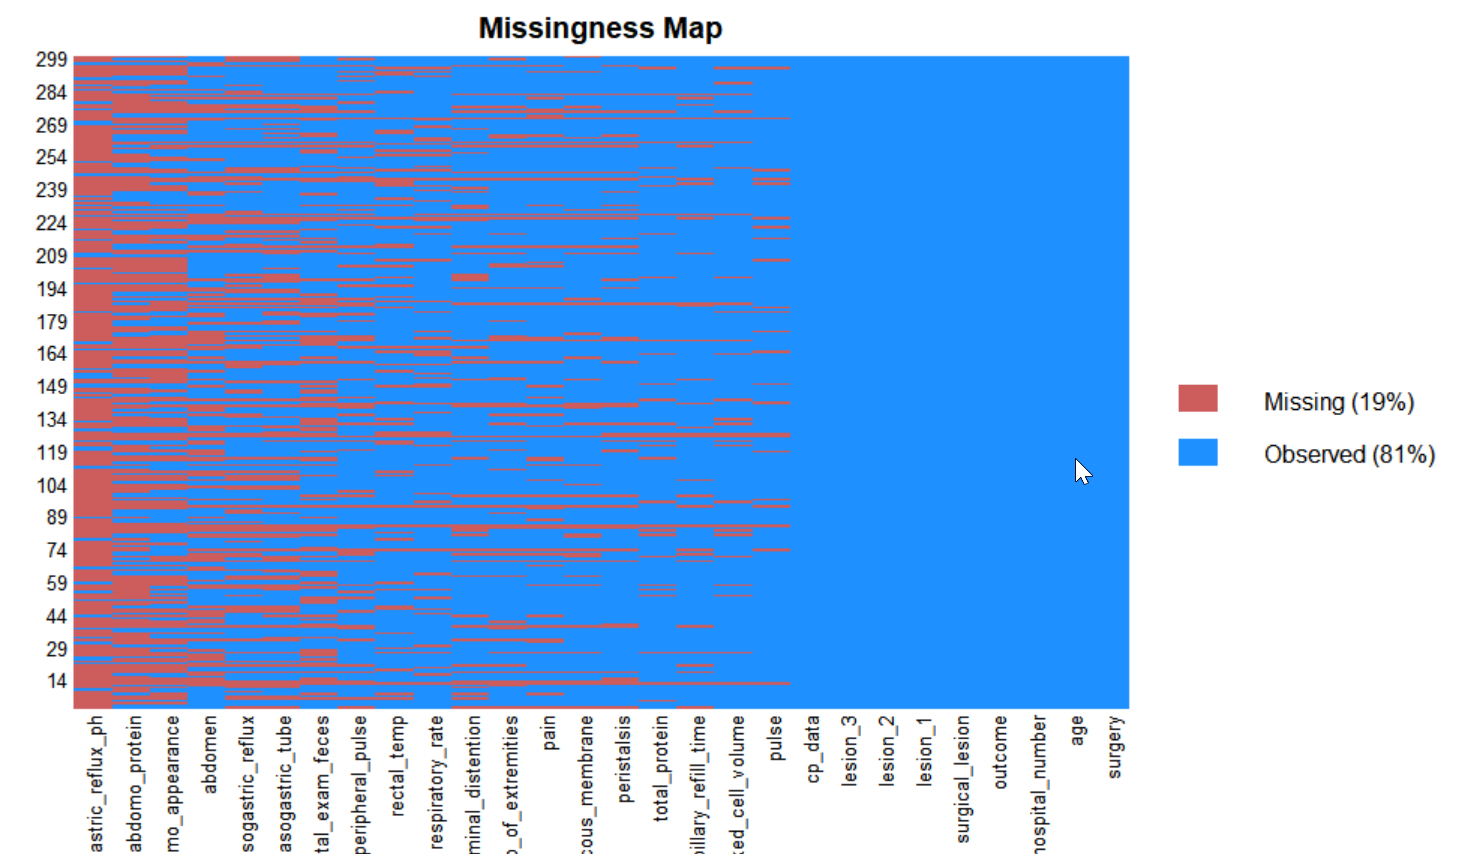 Missingness Map
299
284
269
254
239
224
209
194
179
164
149
134
119
104
89
74
59
44
29
14
Missing (19%)
Observed (81%)
astric_reflux_ph
abdomo_protein
mo_appearance
abdomen
sogastric_reflux
asogastric_tube
tal_exam_feces
peripheral_pulse
rectal_temp
respiratory_rate
minal_distention
o_of_extremities
pain
cous_membrane
peristalsis
total_protein
pillary_refill_time
ked_cell_volume
pulse
cp_data
lesion_3
lesion_2
lesion_1
surgical_lesion
outcome
hospital_number
age
surgery